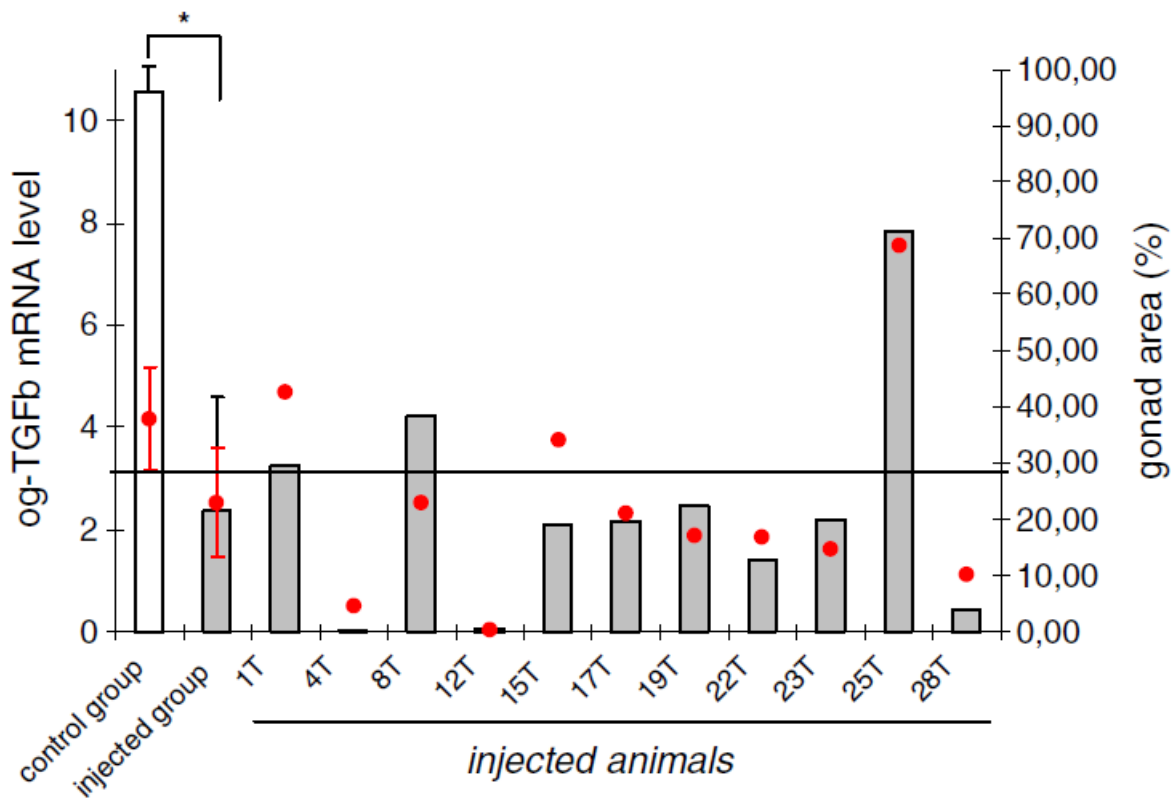 *
og-TGFb mRNA level
10
8
6
4
2
0
100,00
90,00
80,00
70,00
60,00
50,00
40,00
30,00
20,00
10,00
0,00
gonad area (%)
control group
injected group
1T
4T
8T
12T
15T
17T
19T
22T
23T
25T
28T
injected animals